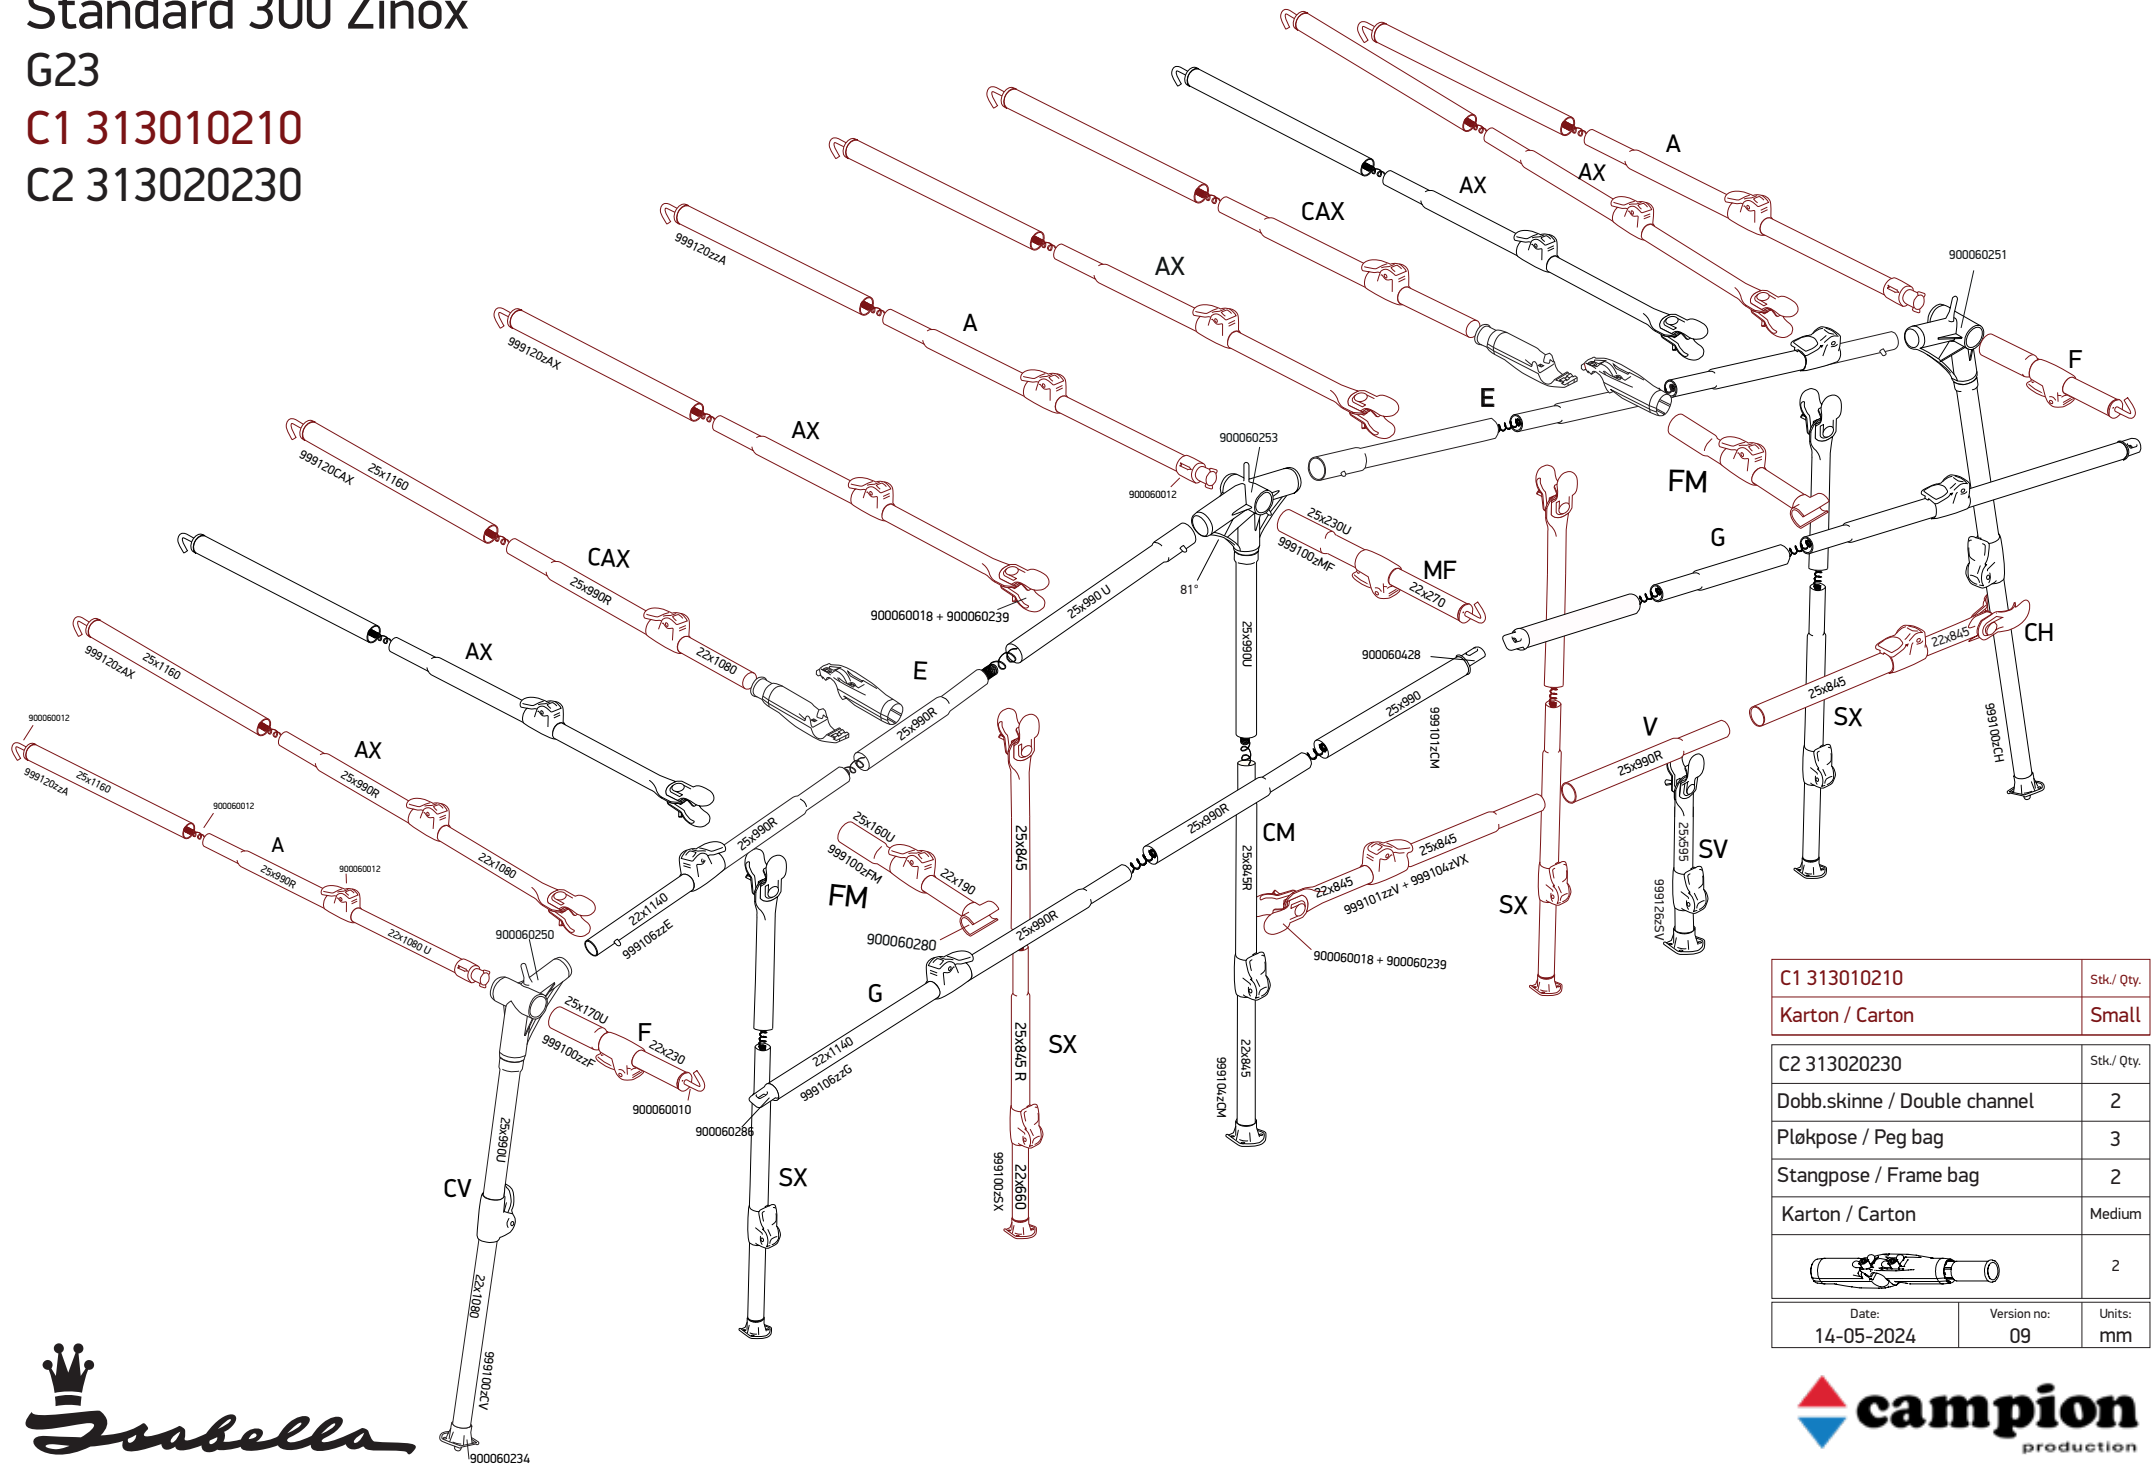 Standard 300 Zinox
G23
C1 313010210
C2 313020230
A
AX
AX
CAX
AX
900060251
999120zzA
A
F
999120zAX
AX
E
900060253
900060012
FM
999120CAX
25x1160
25x230U
999100zMF
MF
22x270
G
CAX
25x990R
81°
25x990 U
900060018 + 900060239
25x990U
22x845
CH
900060428
22x1080
E
25x845
AX
999120zAX
25x1160
25x990R
25x990
999101zCM
V
SX
999100zCH
900060012
AX
25x990R
999120zzA
25x1160
900060012
A
25x990R
900060012
22x1080
25x990R
25x160U
999100zFM
22x190
FM
25x845
25x990R
CM
25x845R
25x845
22x845
999101zzV + 999104zVX
25x990R
25x595
SV
999126zSV
SX
22x1140
999106zzE
22x1080 U
900060250
900060280
25x990R
900060018 + 900060239
G
25x170U
999100zzF
F
22x230
900060010
22x1140
999106zzG
900060286
25x845 R
SX
22x845
999104zCM
25x990U
CV
SX
999100zSX
22x660
22x1080
999100zCV
900060234
C1 313010210 Stk./ Qty.
Karton / Carton Small
C2 313020230 Stk./ Qty.
Dobb.skinne / Double channel 2
Pløkpose / Peg bag 3
Stangpose / Frame bag 2
Karton / Carton Medium
2
Date: Version no: Units:
14-05-2024 09 mm
Isabella
campion
production